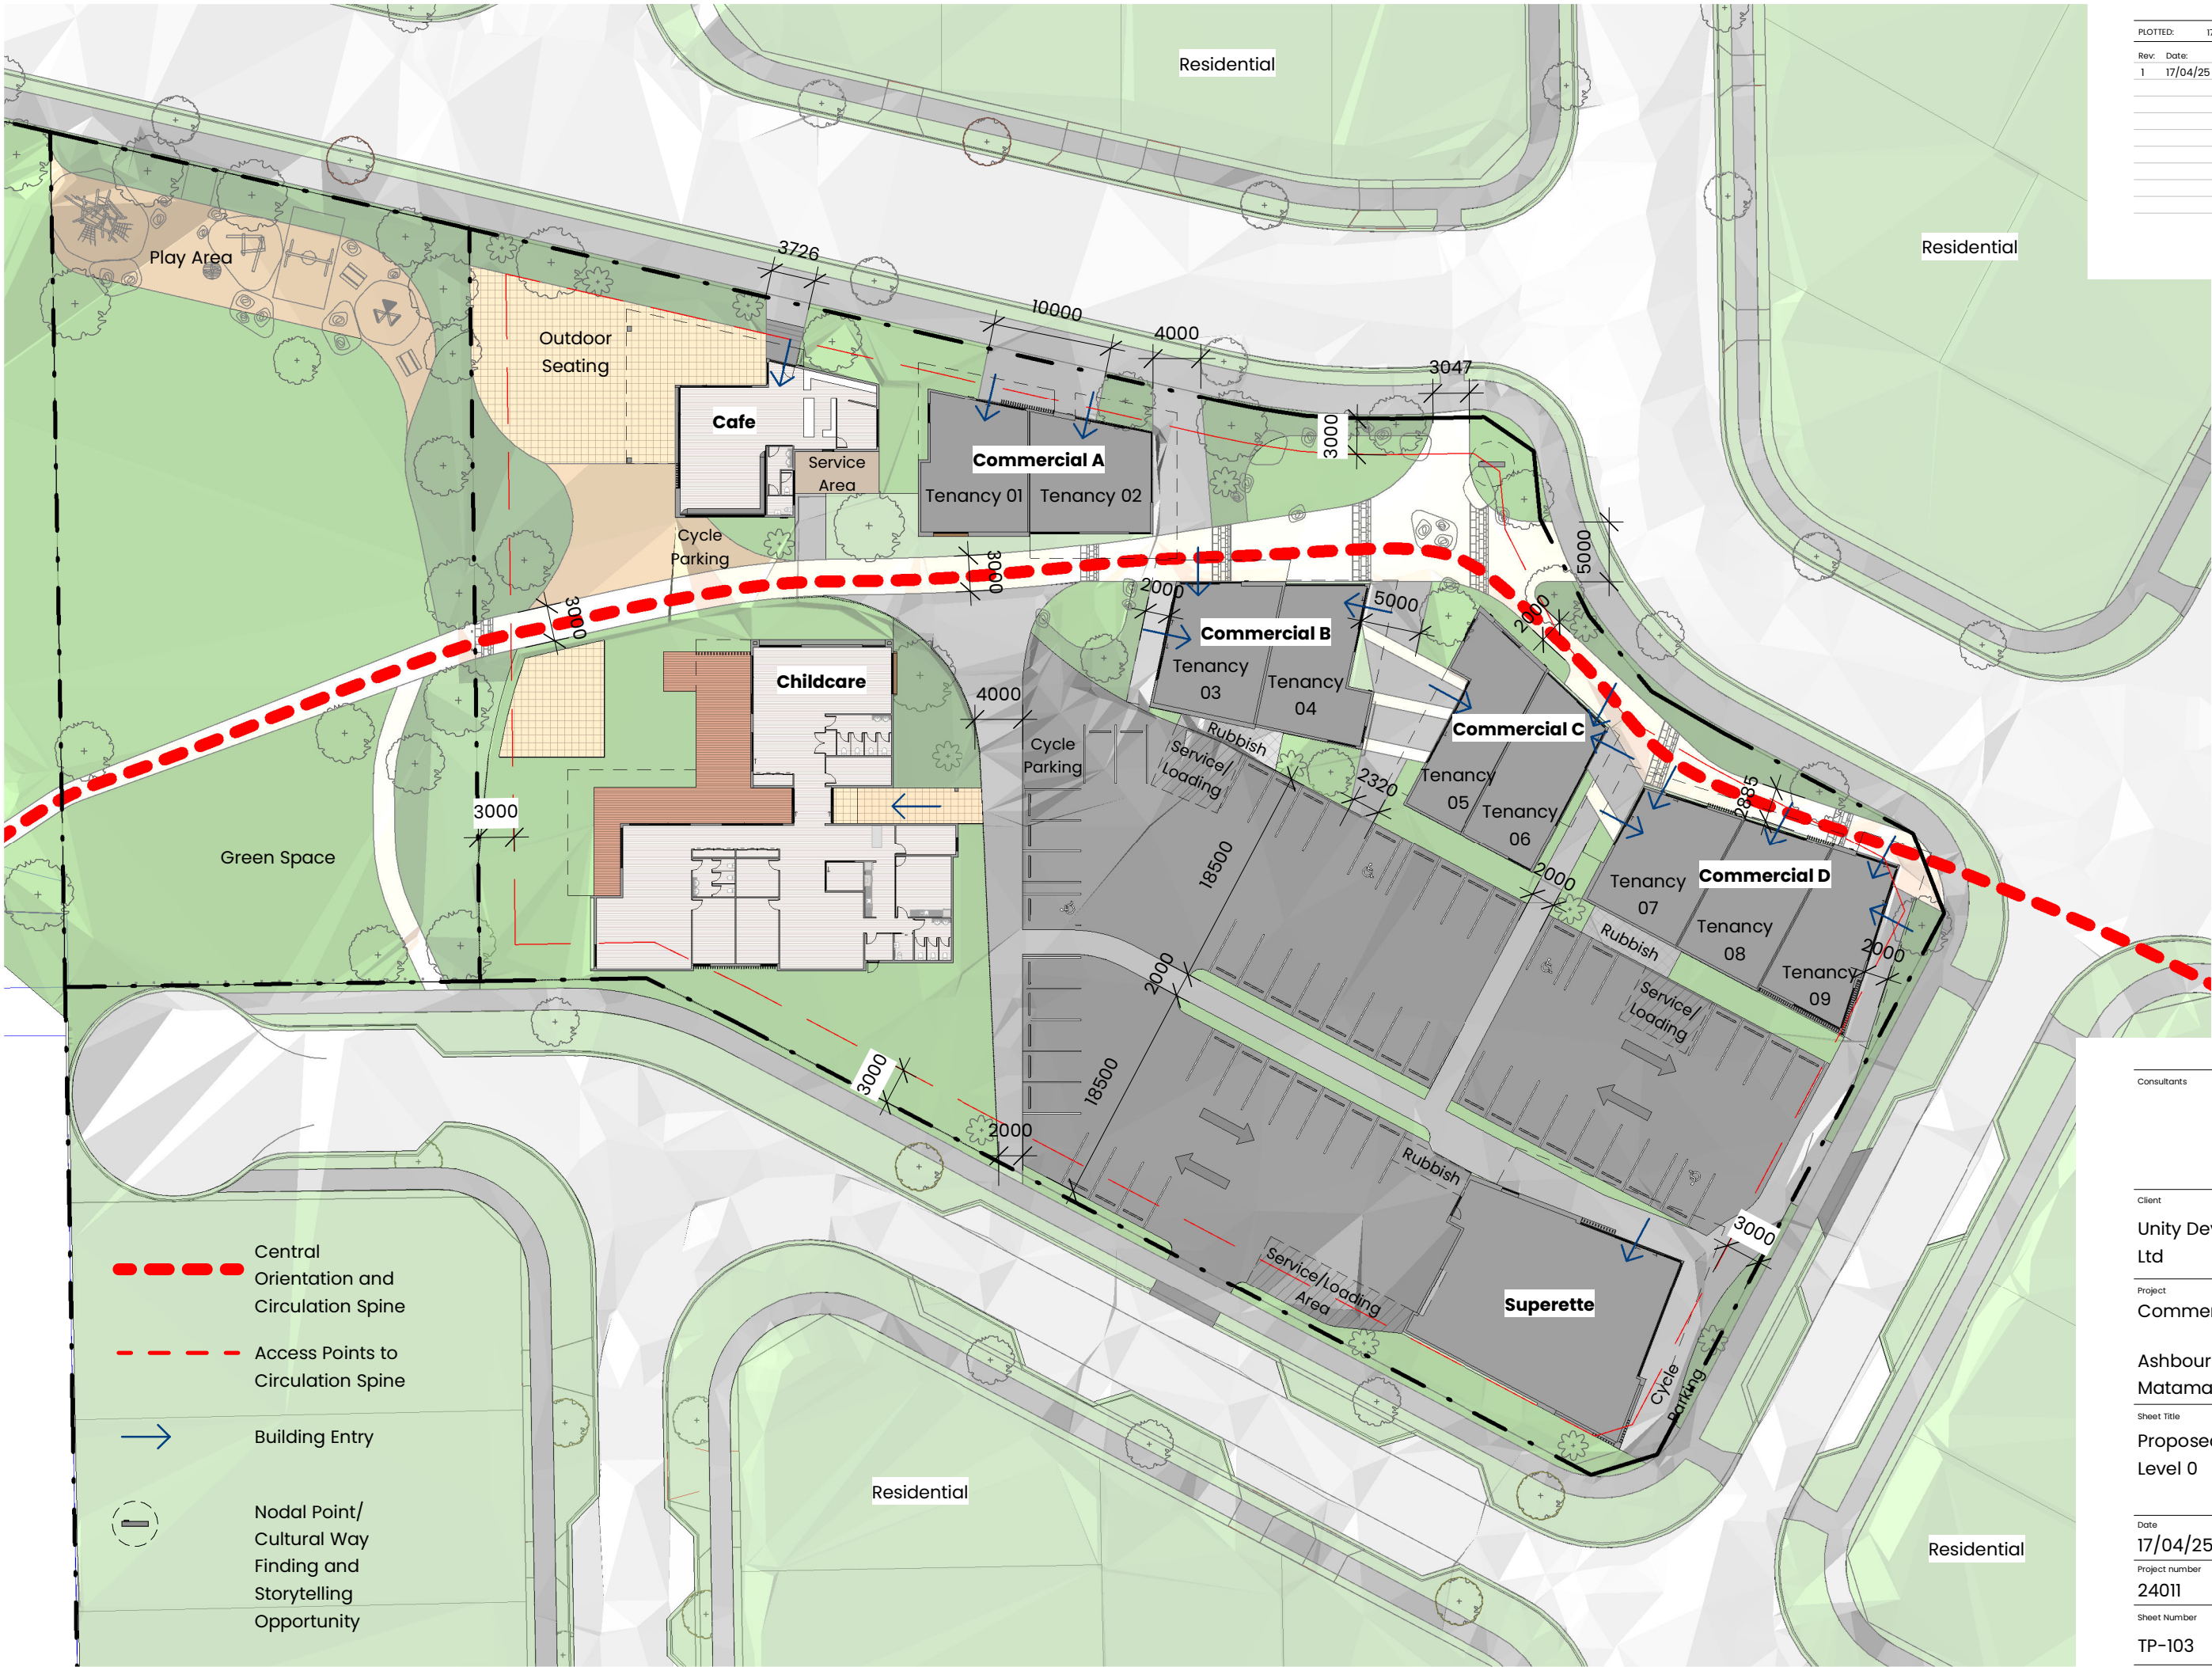 Residential
PLOTTED:
Rev:
Date:
1
17/04/25
Residential
Play Area
3726
Outdoor
Seating
10000
4000
3047
Cafe
3000
Service
Area
Commercial A
Tenancy 01
Tenancy 02
Cycle
Parking
3000
3000
5000
2000
5000
2000
Commercial B
Tenancy
03
Tenancy
04
Childcare
4000
Cycle
Parking
Rubbish
Service/
Loading
Commercial C
Tenancy
05
Tenancy
06
2320
2885
3000
Green Space
18500
2000
Commercial D
Tenancy
07
Tenancy
08
Tenancy
09
Rubbish
2000
Service/
Loading
2000
18500
3000
2000
Rubbish
3000
Service/Loading
Area
Superette
Cycle
Parking
Central
Orientation and
Circulation Spine
Access Points to
Circulation Spine
Building Entry
Nodal Point/
Cultural Way
Finding and
Storytelling
Opportunity
Residential
Residential
Consultants
Client
Unity De
Ltd
Project
Comme
Ashbour
Matama
Sheet Title
Propose
Level 0
Date
17/04/25
Project number
24011
Sheet Number
TP-103